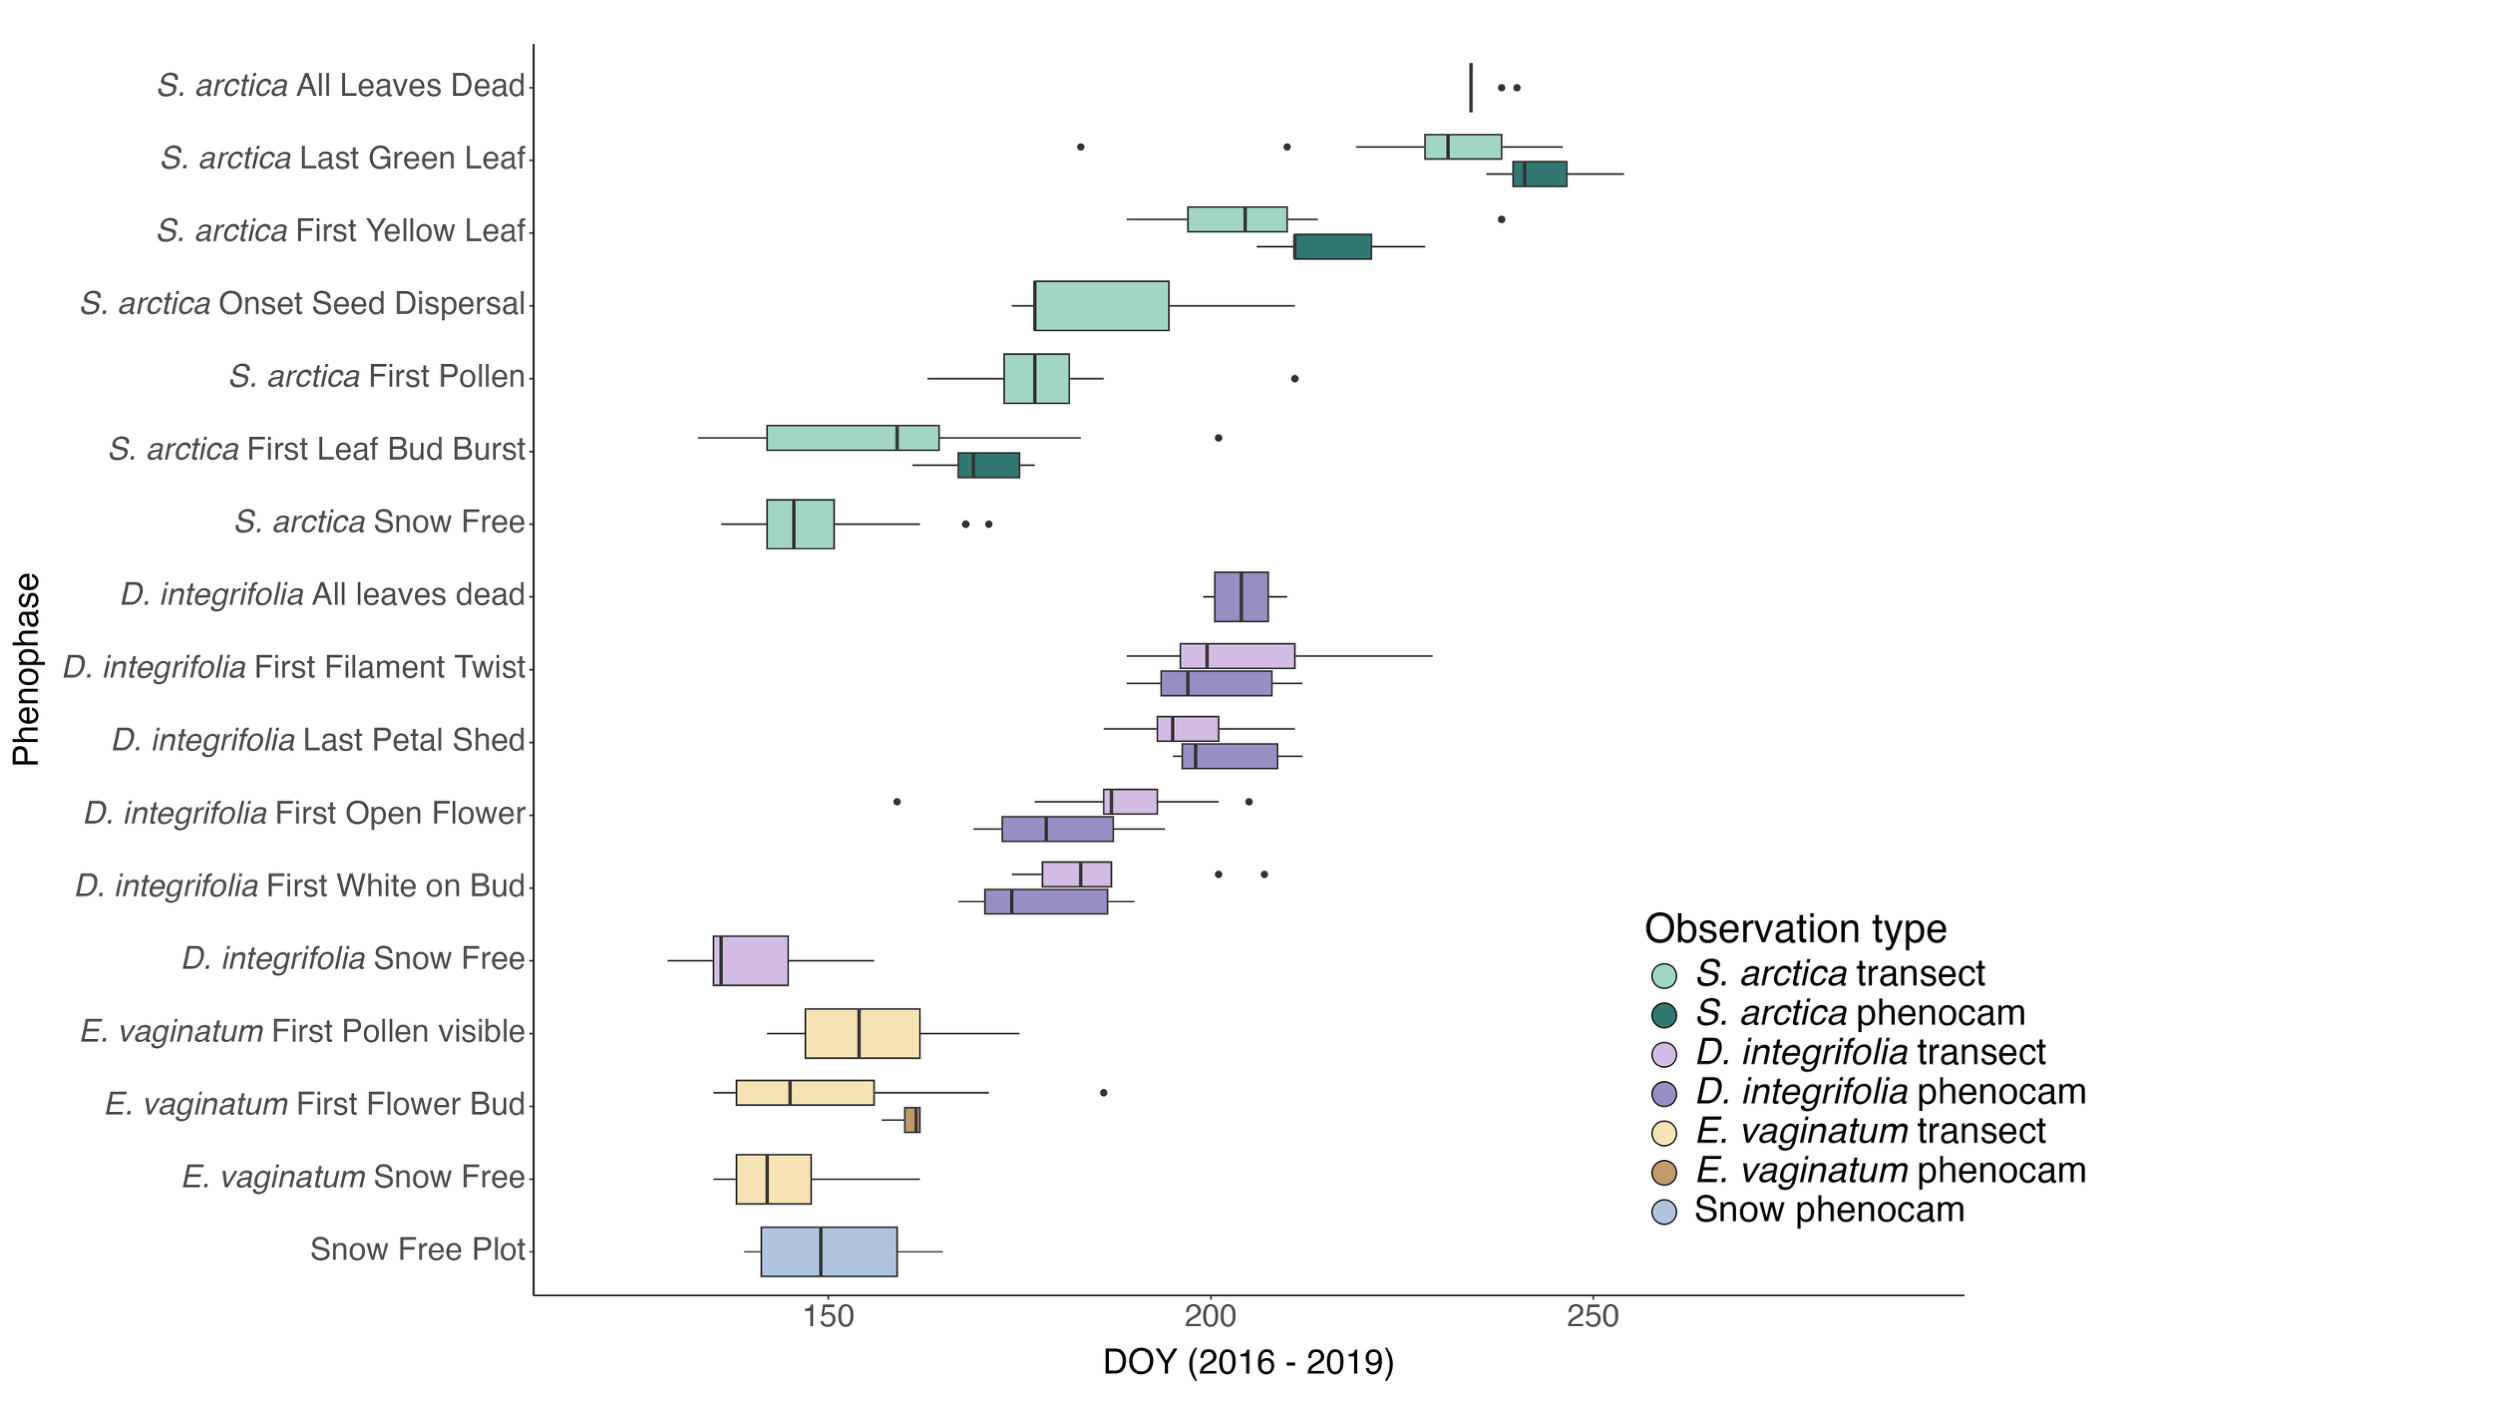 S. arctica All Leaves Dead
S. arctica Last Green Leaf
S. arctica First Yellow Leaf
S. arctica Onset Seed Dispersal
S. arctica First Pollen
S. arctica First Leaf Bud Burst
S. arctica Snow Free
D. integrifolia All leaves dead
D. integrifolia First Filament Twist
D. integrifolia Last Petal Shed
D. integrifolia First Open Flower
D. integrifolia First White on Bud
D. integrifolia Snow Free
E. vaginatum First Pollen visible
E. vaginatum First Flower Bud
E. vaginatum Snow Free
Snow Free Plot
Phenophase
150 200 250
DOY (2016 - 2019)
Observation type
S. arctica transect
S. arctica phenocam
D. integrifolia transect
D. integrifolia phenocam
E. vaginatum transect
E. vaginatum phenocam
Snow phenocam